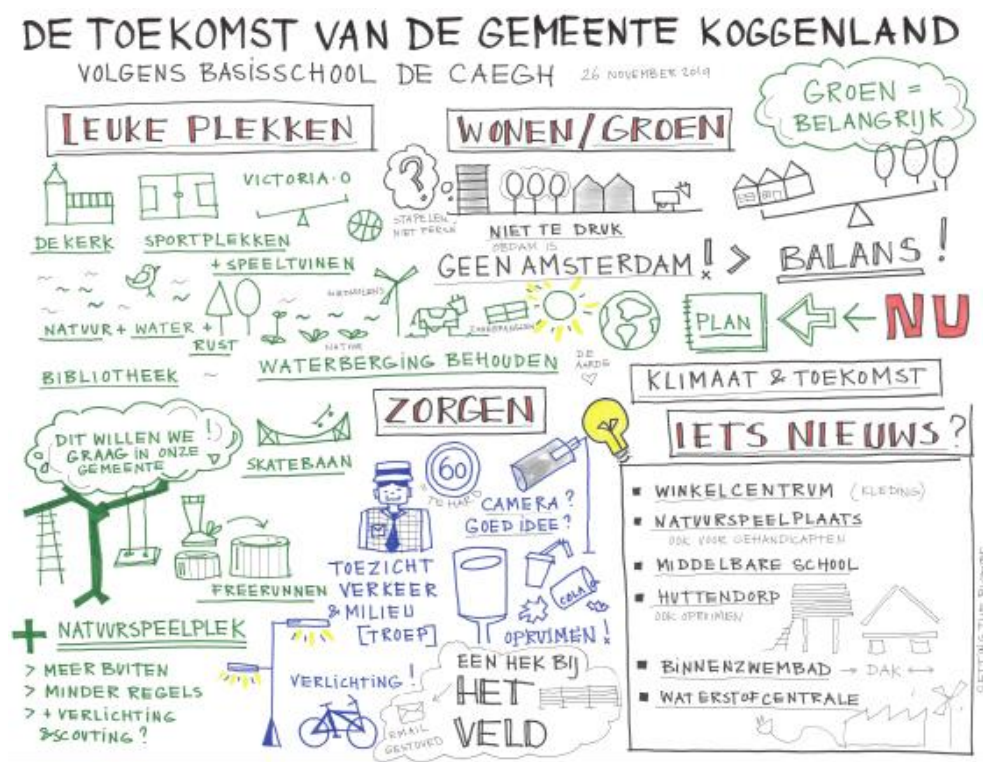 DE TOEKOMST VAN DE GEMEENTE KOGGENLAND
VOLGENS BASISSCHOOL DE CAEGH 26 NOVEMBER 2019
GROEN =
BELANGRIJK
LEUKE PLEKKEN
VICTORIA-O
DE KERK
SPORTPLEKKEN
+ SPEELTUINEN
NATUUR + WATER +
RUST
BIBLIOTHEEK
WONEN/GROEN
?
STAPELEN
NIET PERSÉ
NIET TE DRUK
OBDAM IS
GEEN AMSTERDAM ! >
BALANS!
NATUUR
WATERBERGING BEHOUDEN
DE
AARDE
PLAN
NU
KLIMAAT & TOEKOMST
DIT WILLEN WE
GRAAG IN ONZE
GEMEENTE
!
SKATEBAAN
FREERUNNEN
+ NATUURSPEELPLEK
> MEER BUITEN
> MINDER REGELS
> + VERLICHTING
& SCOUTING?
ZORGEN
60
TE HARD
CAMERA?
GOED IDEE?
TOEZICHT
VERKEER
& MILIEU
[TROEP]
COLA
OPRUIMEN!
VERLICHTING!
EEN HEK BIJ
HET
VELD
EMAIL
GESTUURD
IETS NIEUWS?
WINKELCENTRUM (KLEDING)
NATUURSPEELPLAATS
OOK VOOR GEHANDICAPTEN
MIDDELBARE SCHOOL
HUTTENDORP
OOK OPRUIMEN
BINNENZWEMBAD → DAK ↔
WATERSTOFCENTRALE